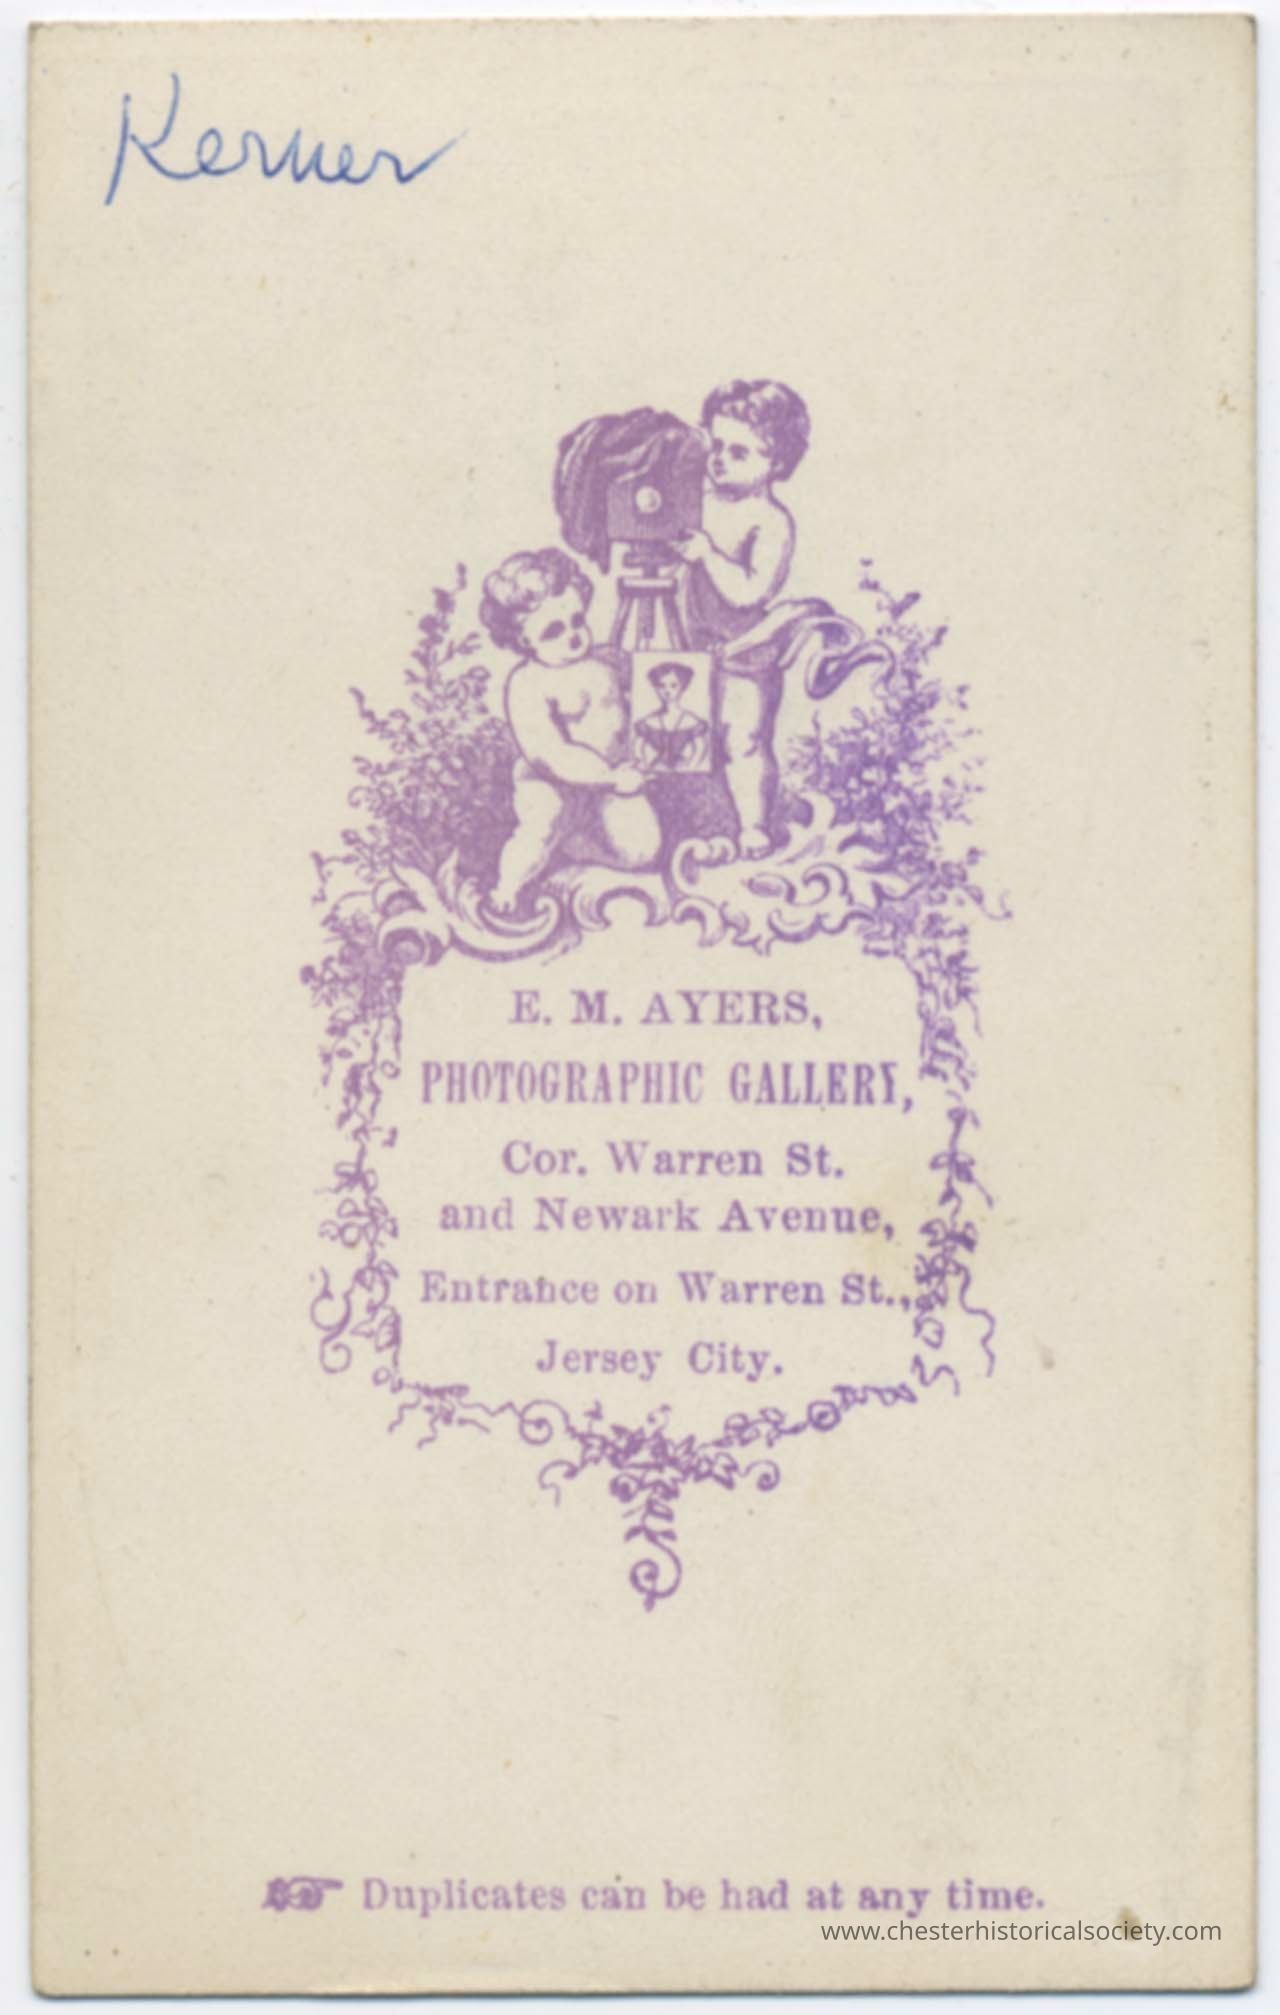 Kerner
E. M. AYERS,
PHOTOGRAPHIC GALLERY,
Cor. Warren St.
and Newark Avenue,
Entrance on Warren St.,
Jersey City.
☞ Duplicates can be had at any time.
www.chesterhistoricalsociety.com